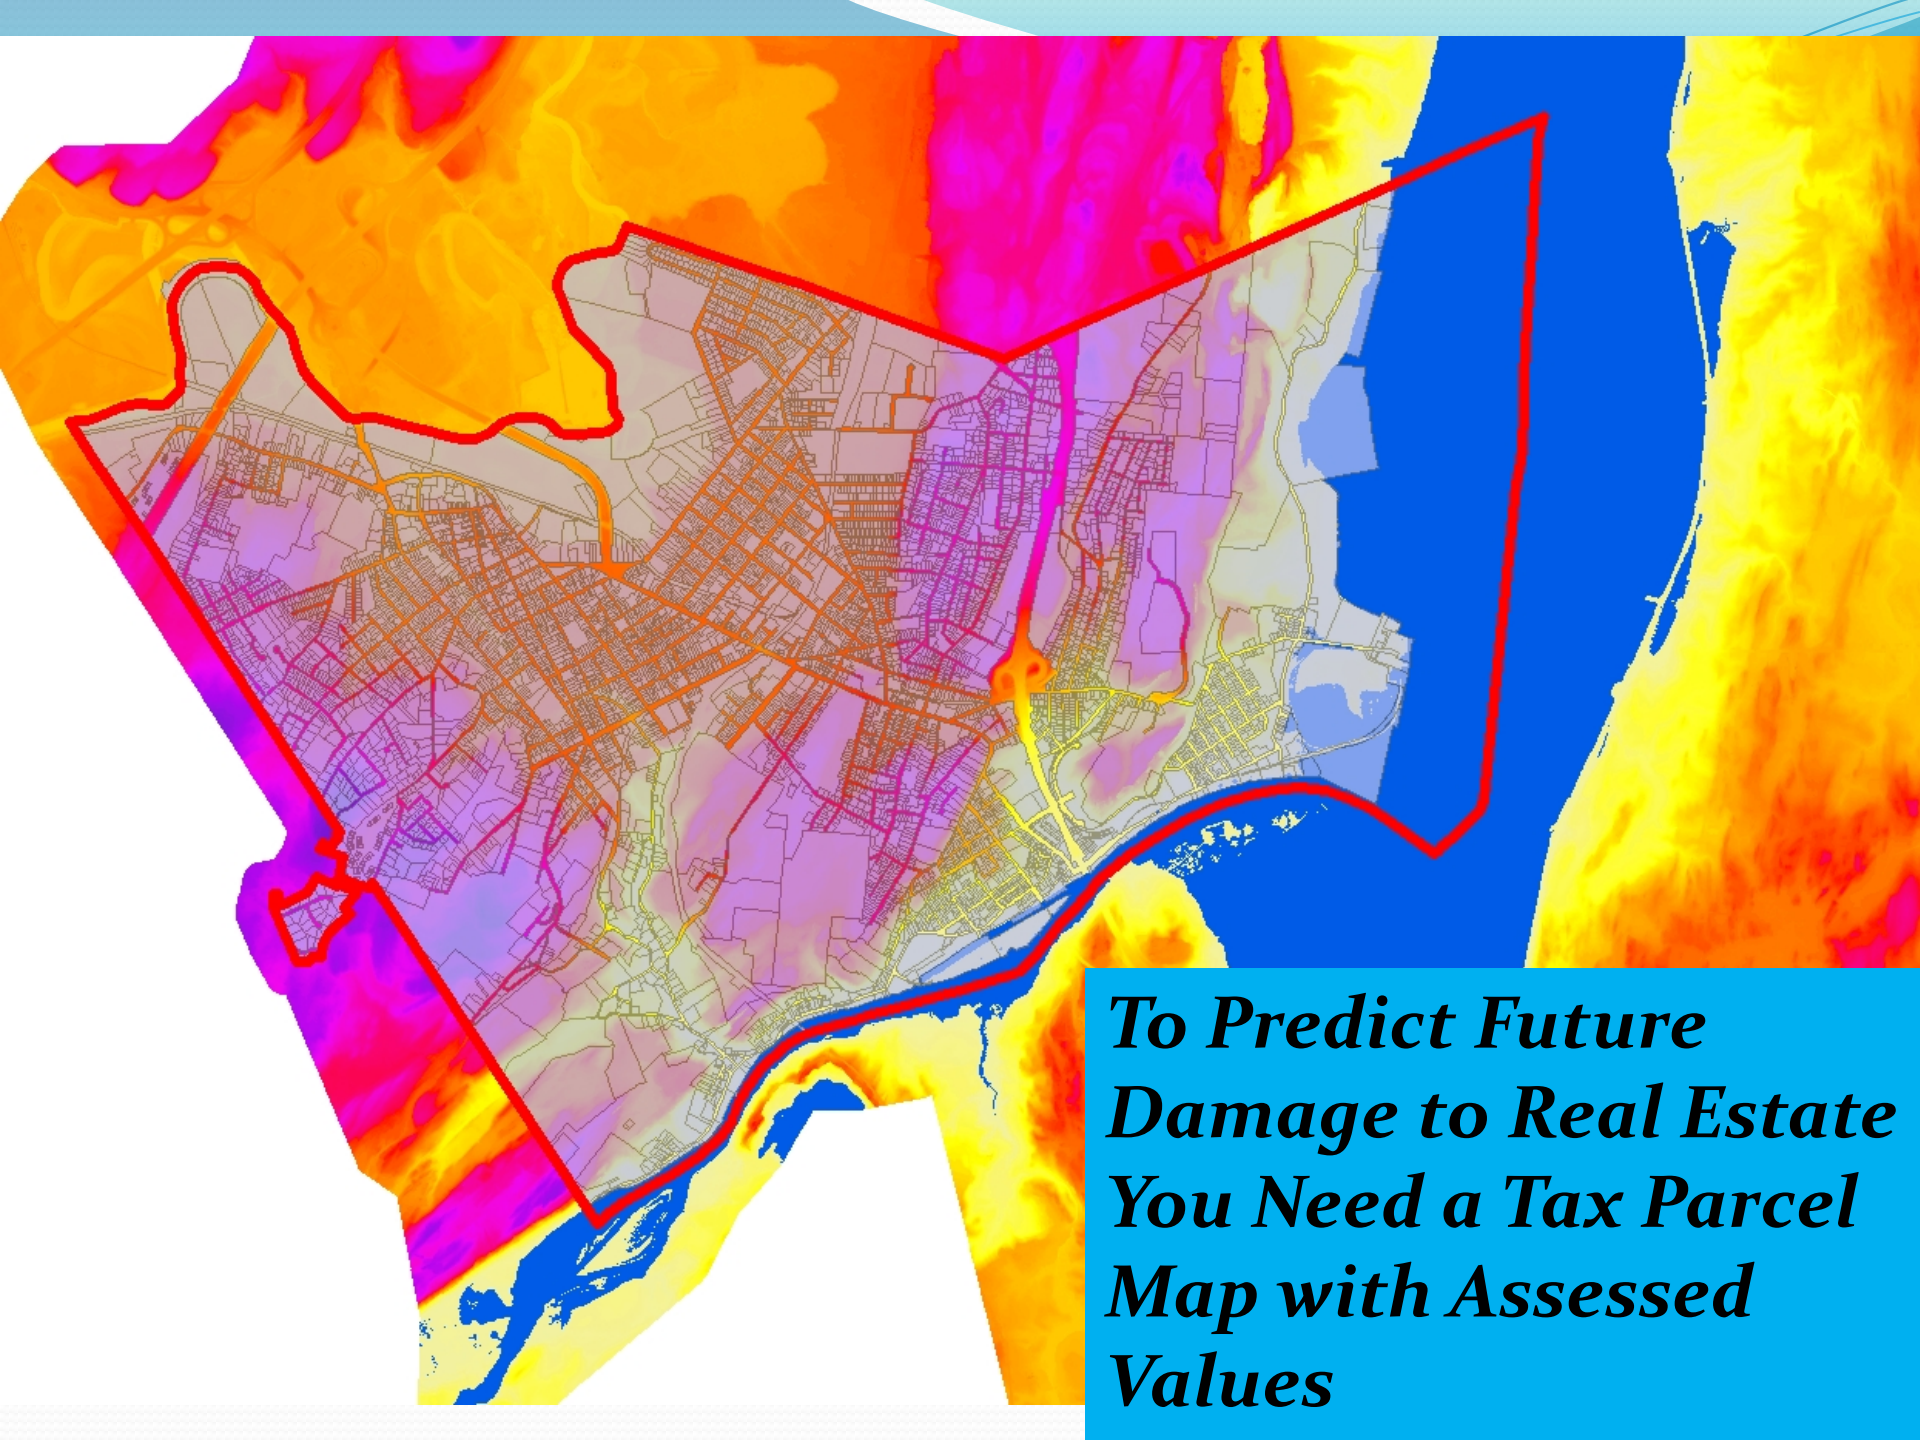 To Predict Future
Damage to Real Estate
You Need a Tax Parcel
Map with Assessed
Values